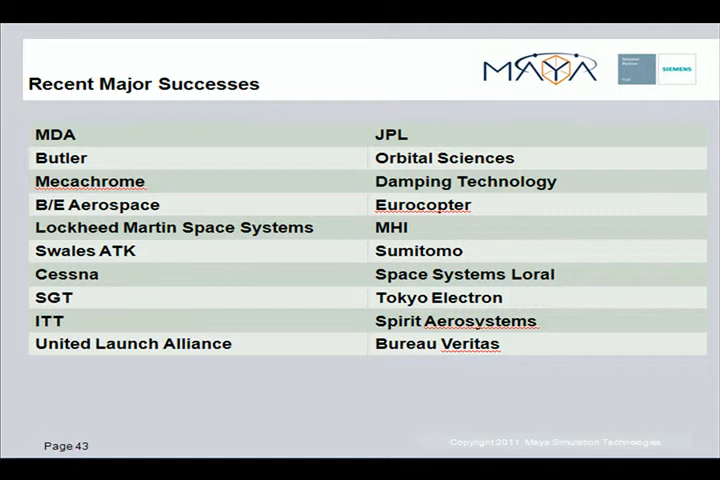 MAYA
SIEMENS
Recent Major Successes
MDA JPL
Butler Orbital Sciences
Mecachrome Damping Technology
B/E Aerospace Eurocopter
Lockheed Martin Space Systems MHI
Swales ATK Sumitomo
Cessna Space Systems Loral
SGT Tokyo Electron
ITT Spirit Aerosystems
United Launch Alliance Bureau Veritas
Page 43
Copyright 2011 Maya Simulation Technologies